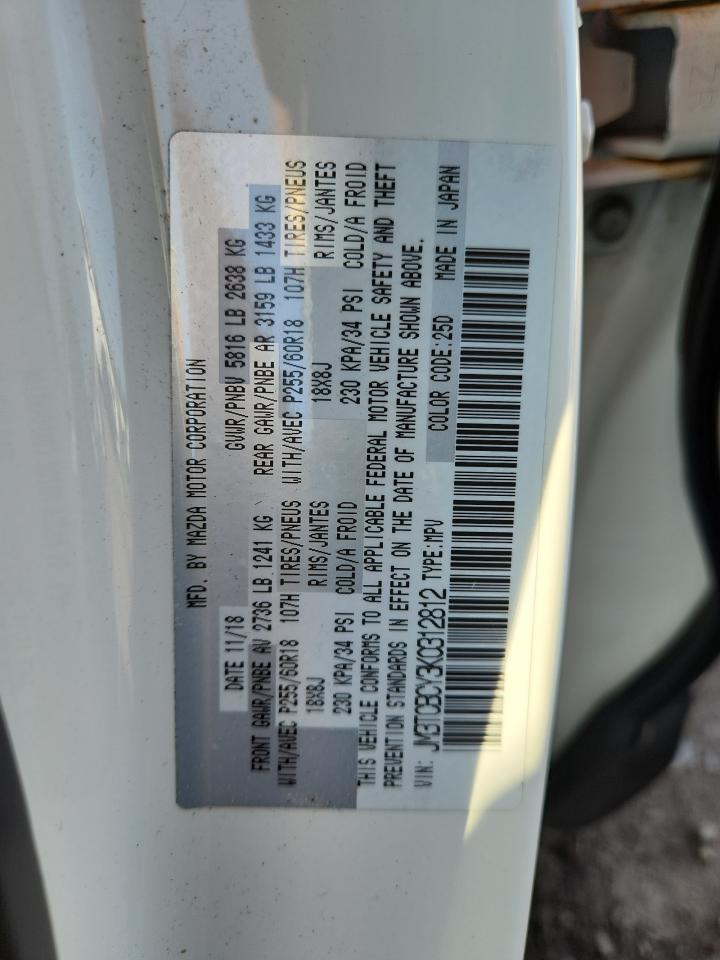 MFD. BY MAZDA MOTOR CORPORATION
DATE 11/18 GVWR/PNBV 5816 LB 2638 KG
FRONT GAWR/PNBE AV 2736 LB 1241 KG REAR GAWR/PNBE AR 3159 LB 1433 KG
WITH/AVEC P255/60R18 107H TIRES/PNEUS WITH/AVEC P255/60R18 107H TIRES/PNEUS
18X8J RIMS/JANTES 18X8J RIMS/JANTES
230 KPA/34 PSI COLD/A FROID 230 KPA/34 PSI COLD/A FROID
THIS VEHICLE CONFORMS TO ALL APPLICABLE FEDERAL MOTOR VEHICLE SAFETY AND THEFT
PREVENTION STANDARDS IN EFFECT ON THE DATE OF MANUFACTURE SHOWN ABOVE.
VIN: JM3TCBCY3K0312812 TYPE:MPV COLOR CODE:25D MADE IN JAPAN